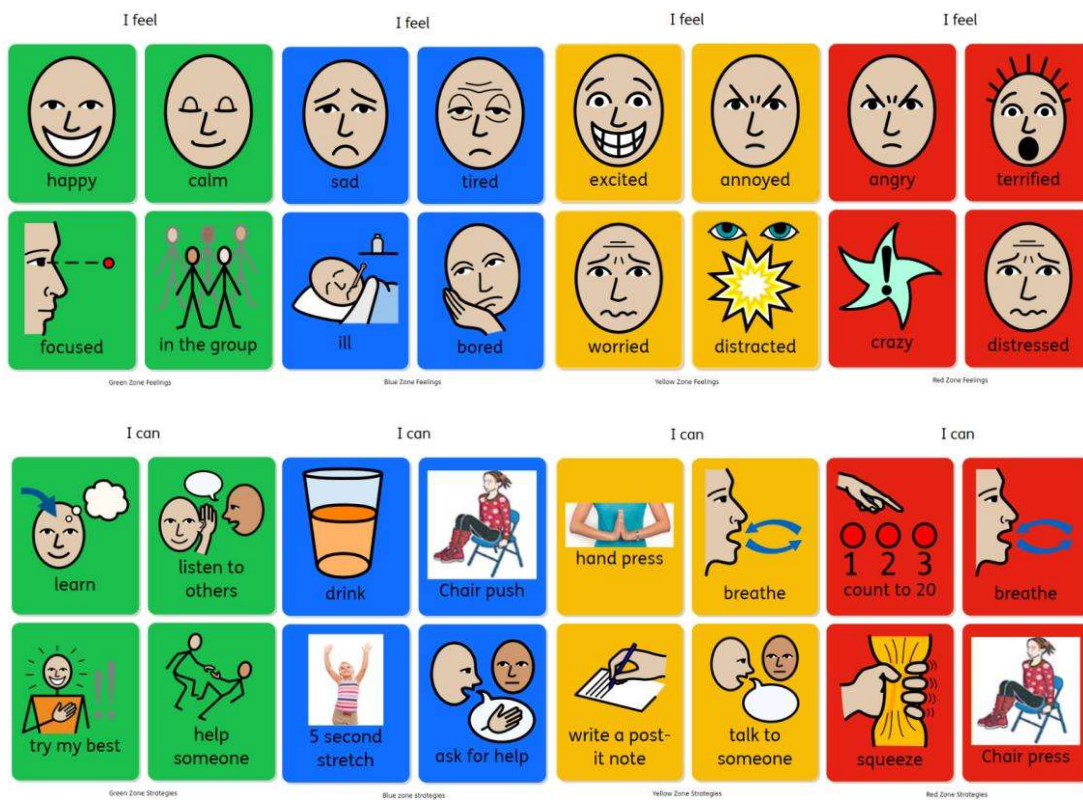 I feel
happy
calm
focused
in the group
Green Zone Feelings
I feel
sad
tired
ill
bored
Blue Zone Feelings
I feel
excited
annoyed
worried
distracted
Yellow Zone Feelings
I feel
angry
terrified
crazy
distressed
Red Zone Feelings
I can
learn
listen to
others
try my best
help
someone
Green Zone Strategies
I can
drink
Chair push
5 second
stretch
ask for help
Blue zone strategies
I can
hand press
breathe
write a post-
it note
talk to
someone
Yellow Zone Strategies
I can
1 2 3
count to 20
breathe
squeeze
Chair press
Red Zone Strategies